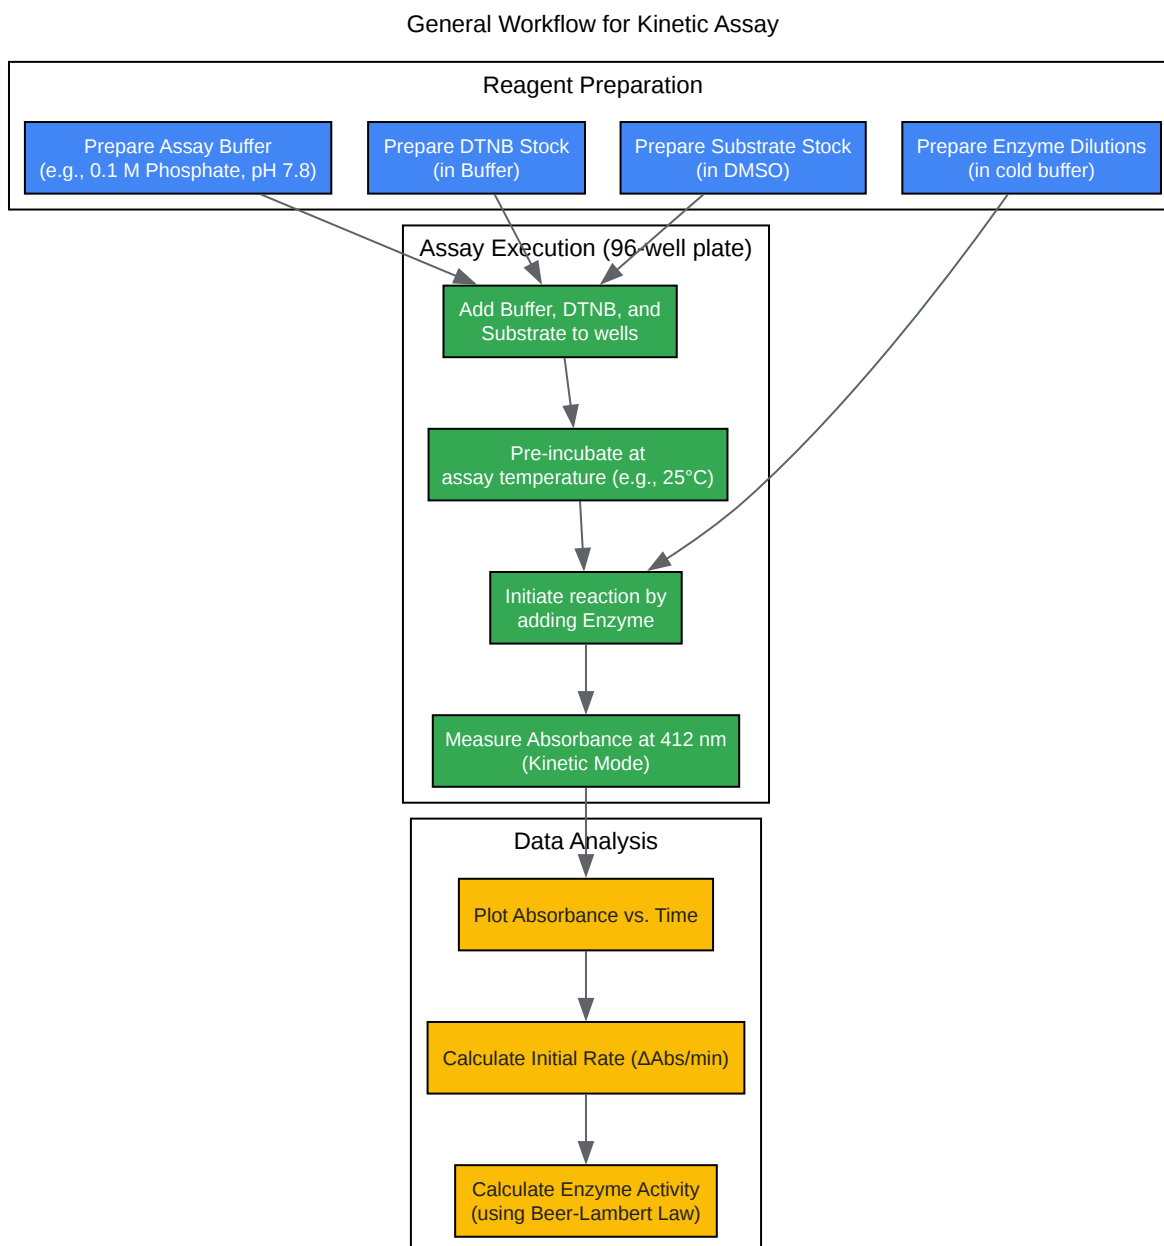 General Workflow for Kinetic Assay
Reagent Preparation
Prepare Assay Buffer
(e.g., 0.1 M Phosphate, pH 7.8)
Prepare DTNB Stock
(in Buffer)
Prepare Substrate Stock
(in DMSO)
Prepare Enzyme Dilutions
(in cold buffer)
Assay Execution (96-well plate)
Add Buffer, DTNB, and
Substrate to wells
Pre-incubate at
assay temperature (e.g., 25°C)
Initiate reaction by
adding Enzyme
Measure Absorbance at 412 nm
(Kinetic Mode)
Data Analysis
Plot Absorbance vs. Time
Calculate Initial Rate (ΔAbs/min)
Calculate Enzyme Activity
(using Beer-Lambert Law)